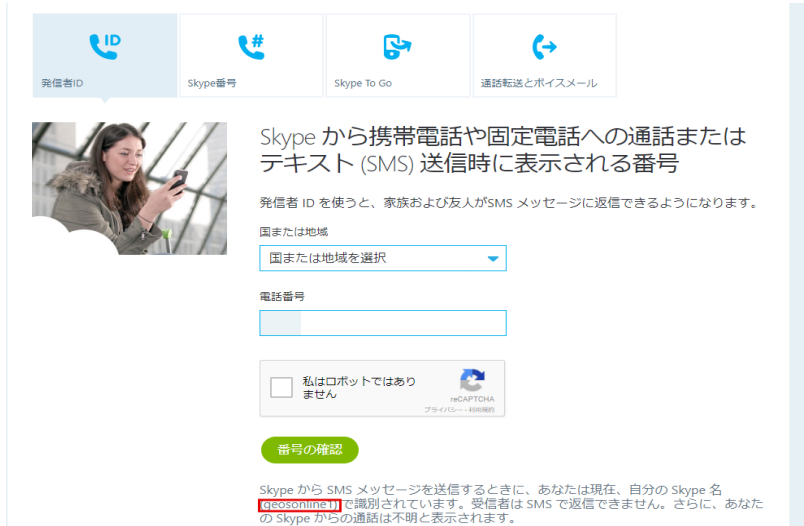 ID
#
発信者ID
Skype番号
Skype To Go
通話転送とボイスメール
Skype から携帯電話や固定電話への通話または
テキスト (SMS) 送信時に表示される番号
発信者 ID を使うと、家族および友人がSMS メッセージに返信できるようになります。
国または地域
国または地域を選択
電話番号
私はロボットではあり
ません
reCAPTCHA
プライバシー - 利用規約
番号の確認
Skype から SMS メッセージを送信するときに、あなたは現在、自分の Skype 名
(geosonline1) で識別されています。受信者は SMS で返信できません。さらに、あなた
の Skype からの通話は不明と表示されます。